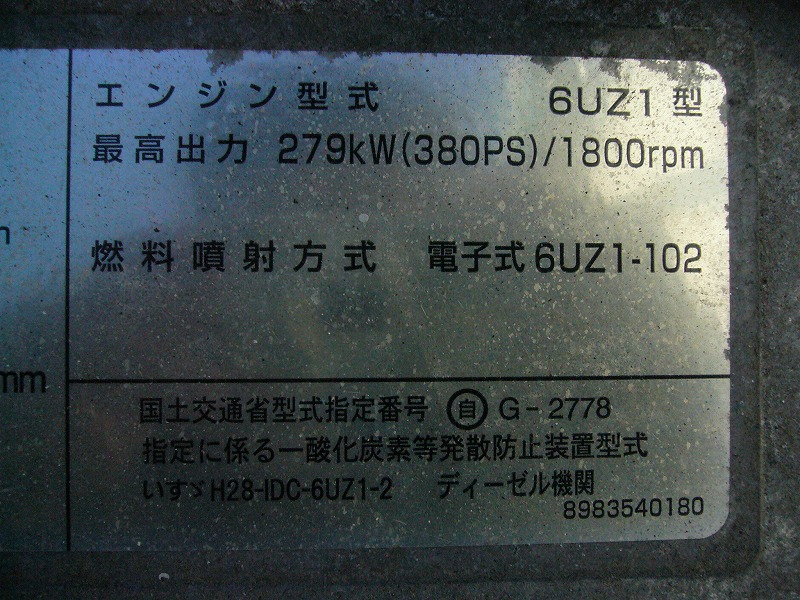 エンジン型式 6UZ1型
最高出力 279kW(380PS)/1800rpm
燃料噴射方式 電子式6UZ1-102
mm
国土交通省型式指定番号 ㉂ G-2778
指定に係る一酸化炭素等発散防止装置型式
いすゞH28-IDC-6UZ1-2 ディーゼル機関
8983540180